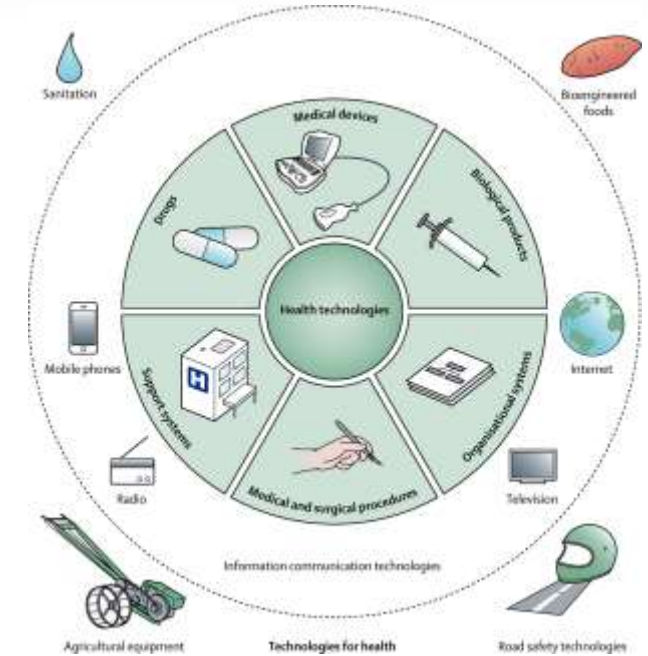 Sanitation
Bioengineered
foods
Medical devices
Drugs
Biological products
Health technologies
Mobile phones
Internet
Support systems
H
Organisational systems
Medical and surgical procedures
Radio
Television
Information communication technologies
Agricultural equipment
Technologies for health
Road safety technologies